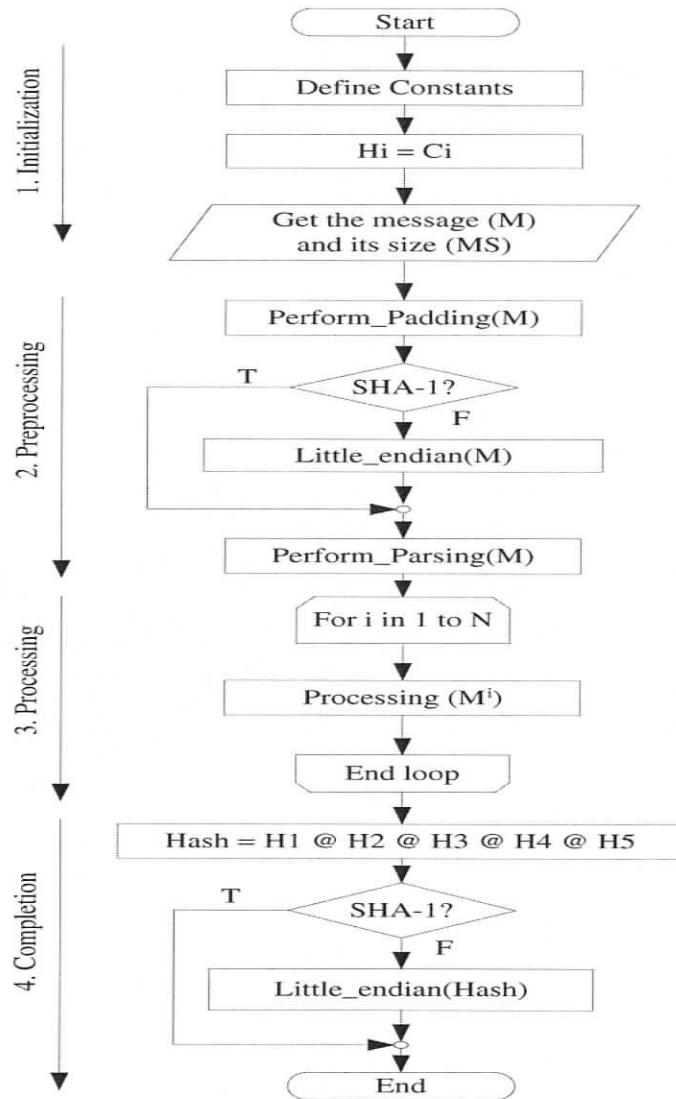 Start
1. Initialization
Define Constants
Hi = Ci
Get the message (M)
and its size (MS)
2. Preprocessing
Perform_Padding(M)
T
SHA-1?
F
Little_endian(M)
Perform_Parsing(M)
3. Processing
For i in 1 to N
Processing (Mⁱ)
End loop
4. Completion
Hash = H1 @ H2 @ H3 @ H4 @ H5
T
SHA-1?
F
Little_endian(Hash)
End